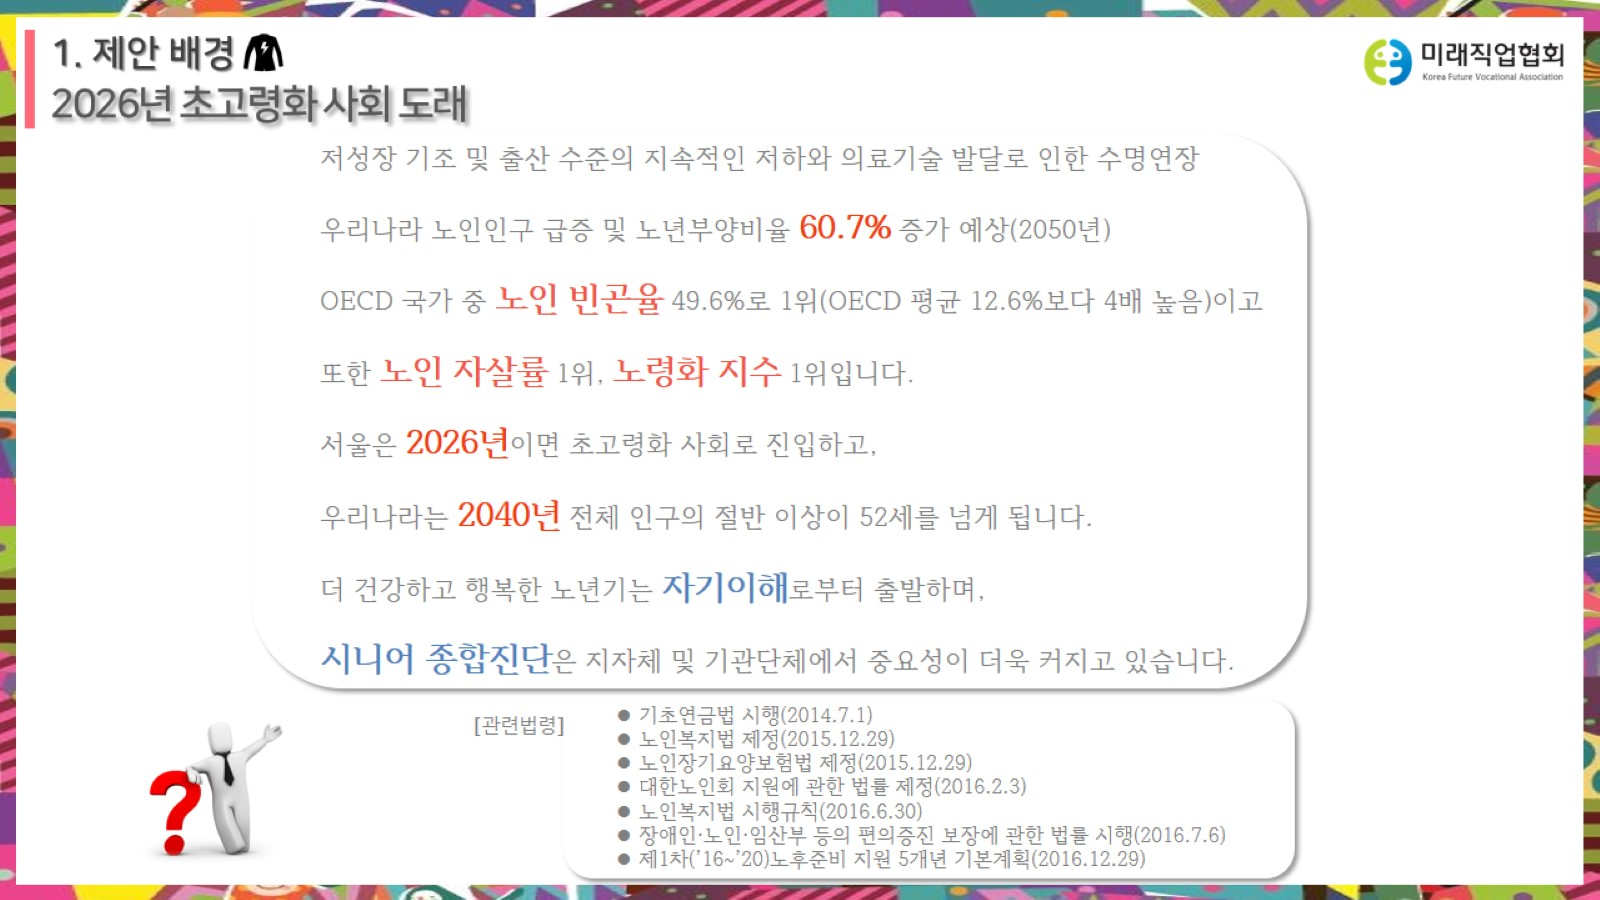 1. 제안 배경
2026년 초고령화 사회 도래
미래직업협회
Korea Future Vocational Association
저성장 기조 및 출산 수준의 지속적인 저하와 의료기술 발달로 인한 수명연장
우리나라 노인인구 급증 및 노년부양비율 60.7% 증가 예상(2050년)
OECD 국가 중 노인 빈곤율 49.6%로 1위(OECD 평균 12.6%보다 4배 높음)이고
또한 노인 자살률 1위, 노령화 지수 1위입니다.
서울은 2026년이면 초고령화 사회로 진입하고,
우리나라는 2040년 전체 인구의 절반 이상이 52세를 넘게 됩니다.
더 건강하고 행복한 노년기는 자기이해로부터 출발하며,
시니어 종합진단은 지자체 및 기관단체에서 중요성이 더욱 커지고 있습니다.
[관련법령]
● 기초연금법 시행(2014.7.1)
● 노인복지법 제정(2015.12.29)
● 노인장기요양보험법 제정(2015.12.29)
● 대한노인회 지원에 관한 법률 제정(2016.2.3)
● 노인복지법 시행규칙(2016.6.30)
● 장애인·노인·임산부 등의 편의증진 보장에 관한 법률 시행(2016.7.6)
● 제1차('16~'20)노후준비 지원 5개년 기본계획(2016.12.29)